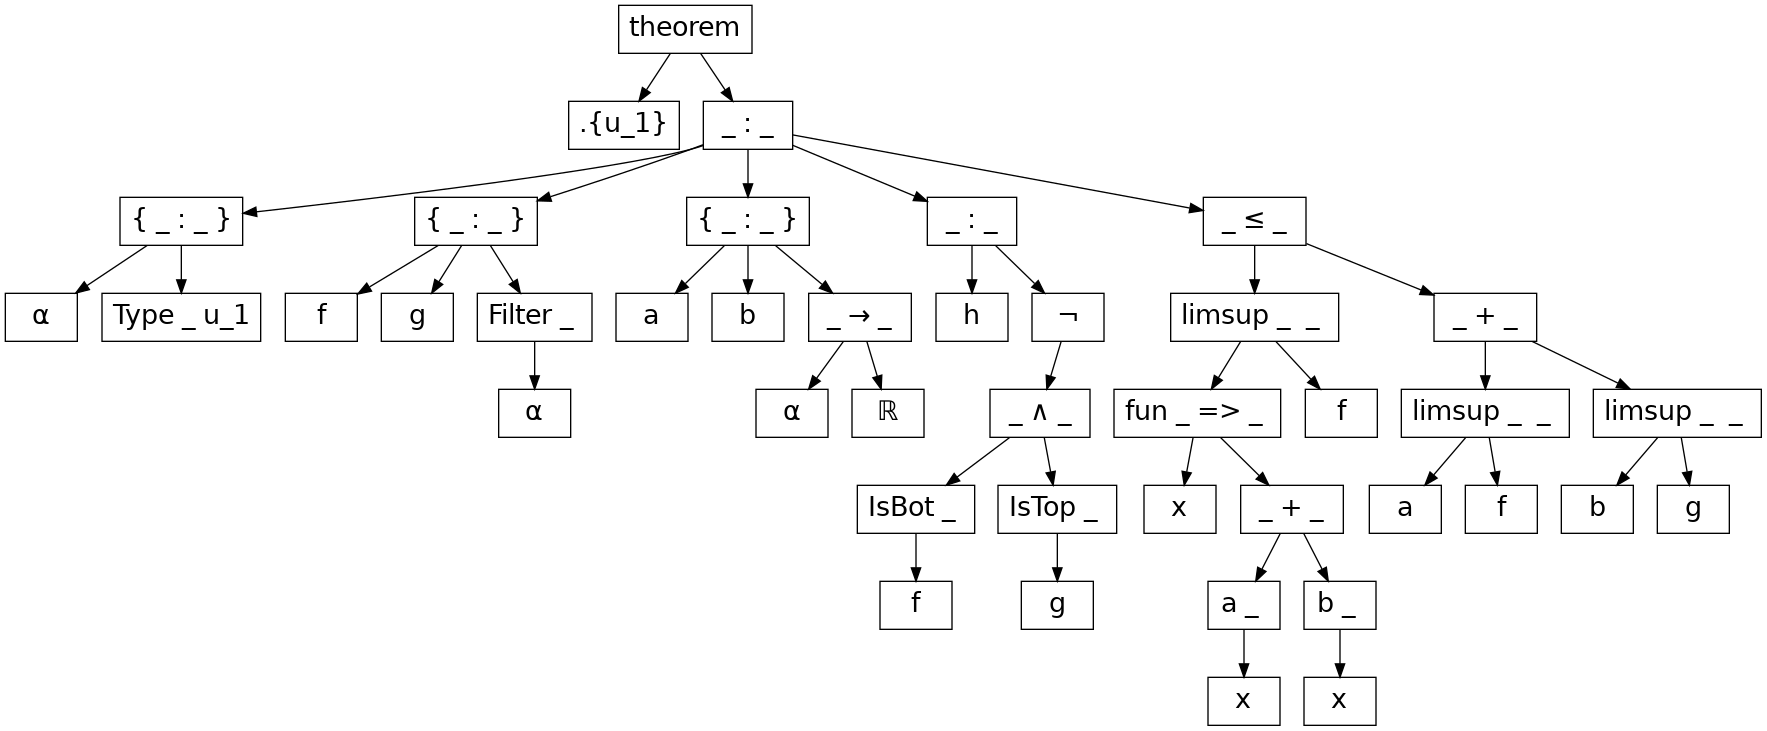 theorem
.{u_1} _ : _
{ _ : _ } { _ : _ } { _ : _ } _ : _ _ ≤ _
α Type _ u_1 f g Filter _ a b _ → _ h ¬ limsup _ _ _ + _
α α ℝ _ ∧ _ fun _ => _ f limsup _ _ limsup _ _
IsBot _ IsTop _ x _ + _ a f b g
f g a _ b _
x x